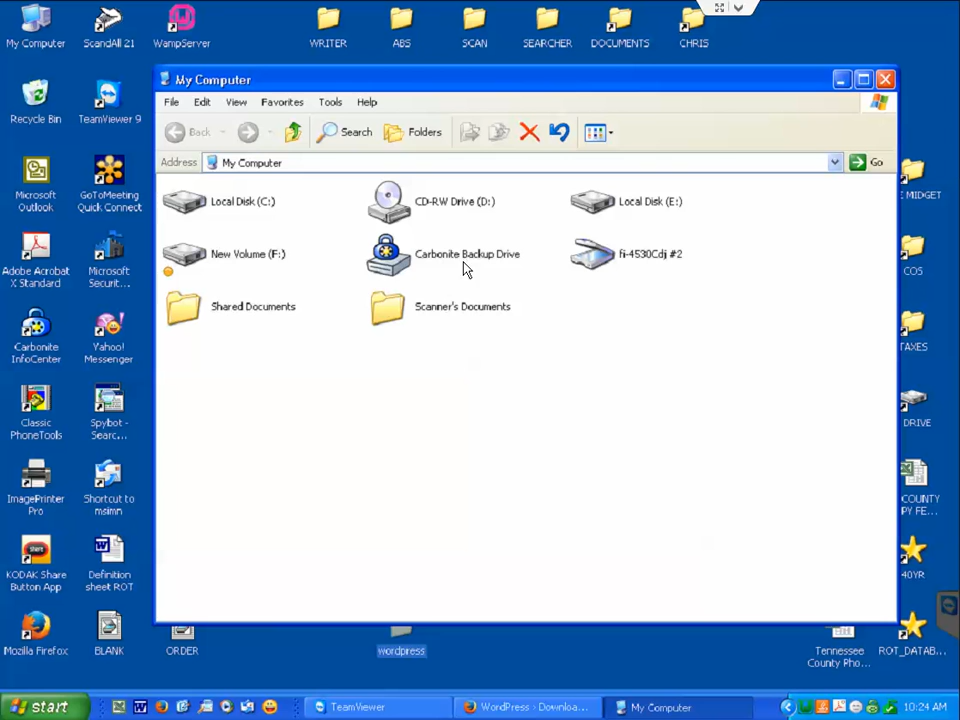 My Computer
ScandAll 21
WampServer
WRITER
ABS
SCAN
SEARCHER
DOCUMENTS
CHRIS
Recycle Bin
TeamViewer 9
Microsoft
Outlook
GoToMeeting
Quick Connect
Adobe Acrobat
X Standard
Microsoft
Securit...
Carbonite
InfoCenter
Yahoo!
Messenger
Classic
PhoneTools
Spybot -
Searc...
ImagePrinter
Pro
Shortcut to
msimn
KODAK Share
Button App
Definition
sheet ROT
Mozilla Firefox
BLANK
ORDER
wordpress
My Computer
File Edit View Favorites Tools Help
Back Search Folders
Address My Computer Go
Local Disk (C:) CD-RW Drive (D:) Local Disk (E:)
New Volume (F:) Carbonite Backup Drive fi-4530Cdj #2
Shared Documents Scanner's Documents
MIDGET
COS
TAXES
DRIVE
COUNTY
PY FE...
40YR
Tennessee
County Pho...
ROT_DATAB...
start
TeamViewer
WordPress › Downloa...
My Computer
10:24 AM